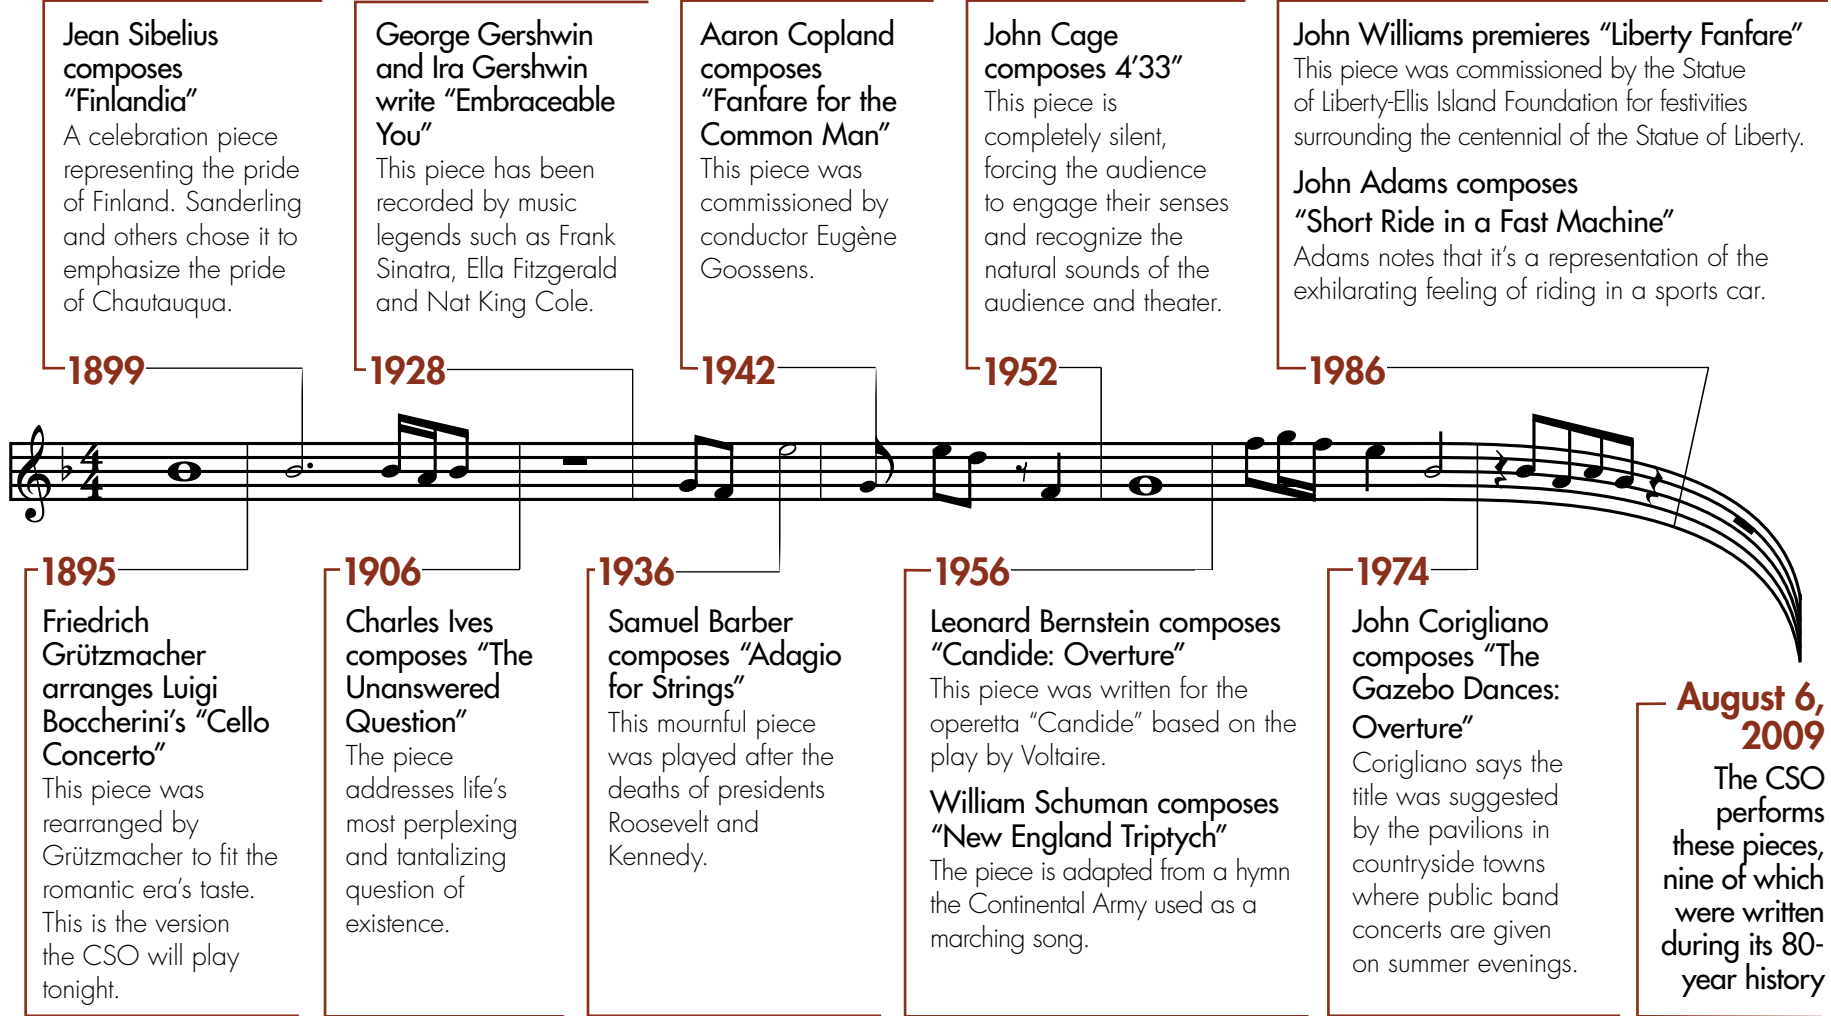 Jean Sibelius
composes
“Finlandia”
A celebration piece
representing the pride
of Finland. Sanderling
and others chose it to
emphasize the pride
of Chautauqua.
1899
George Gershwin
and Ira Gershwin
write “Embraceable
You”
This piece has been
recorded by music
legends such as Frank
Sinatra, Ella Fitzgerald
and Nat King Cole.
1928
Aaron Copland
composes
“Fanfare for the
Common Man”
This piece was
commissioned by
conductor Eugène
Goossens.
1942
John Cage
composes 4’33”
This piece is
completely silent,
forcing the audience
to engage their senses
and recognize the
natural sounds of the
audience and theater.
1952
John Williams premieres “Liberty Fanfare”
This piece was commissioned by the Statue
of Liberty-Ellis Island Foundation for festivities
surrounding the centennial of the Statue of Liberty.
John Adams composes
“Short Ride in a Fast Machine”
Adams notes that it’s a representation of the
exhilarating feeling of riding in a sports car.
1986
4
4
1895
Friedrich
Grützmacher
arranges Luigi
Boccherini’s “Cello
Concerto”
This piece was
rearranged by
Grützmacher to fit the
romantic era’s taste.
This is the version
the CSO will play
tonight.
1906
Charles Ives
composes “The
Unanswered
Question”
The piece
addresses life’s
most perplexing
and tantalizing
question of
existence.
1936
Samuel Barber
composes “Adagio
for Strings”
This mournful piece
was played after the
deaths of presidents
Roosevelt and
Kennedy.
1956
Leonard Bernstein composes
“Candide: Overture”
This piece was written for the
operetta “Candide” based on the
play by Voltaire.
William Schuman composes
“New England Triptych”
The piece is adapted from a hymn
the Continental Army used as a
marching song.
1974
John Corigliano
composes “The
Gazebo Dances:
Overture”
Corigliano says the
title was suggested
by the pavilions in
countryside towns
where public band
concerts are given
on summer evenings.
August 6,
2009
The CSO
performs
these pieces,
nine of which
were written
during its 80-
year history